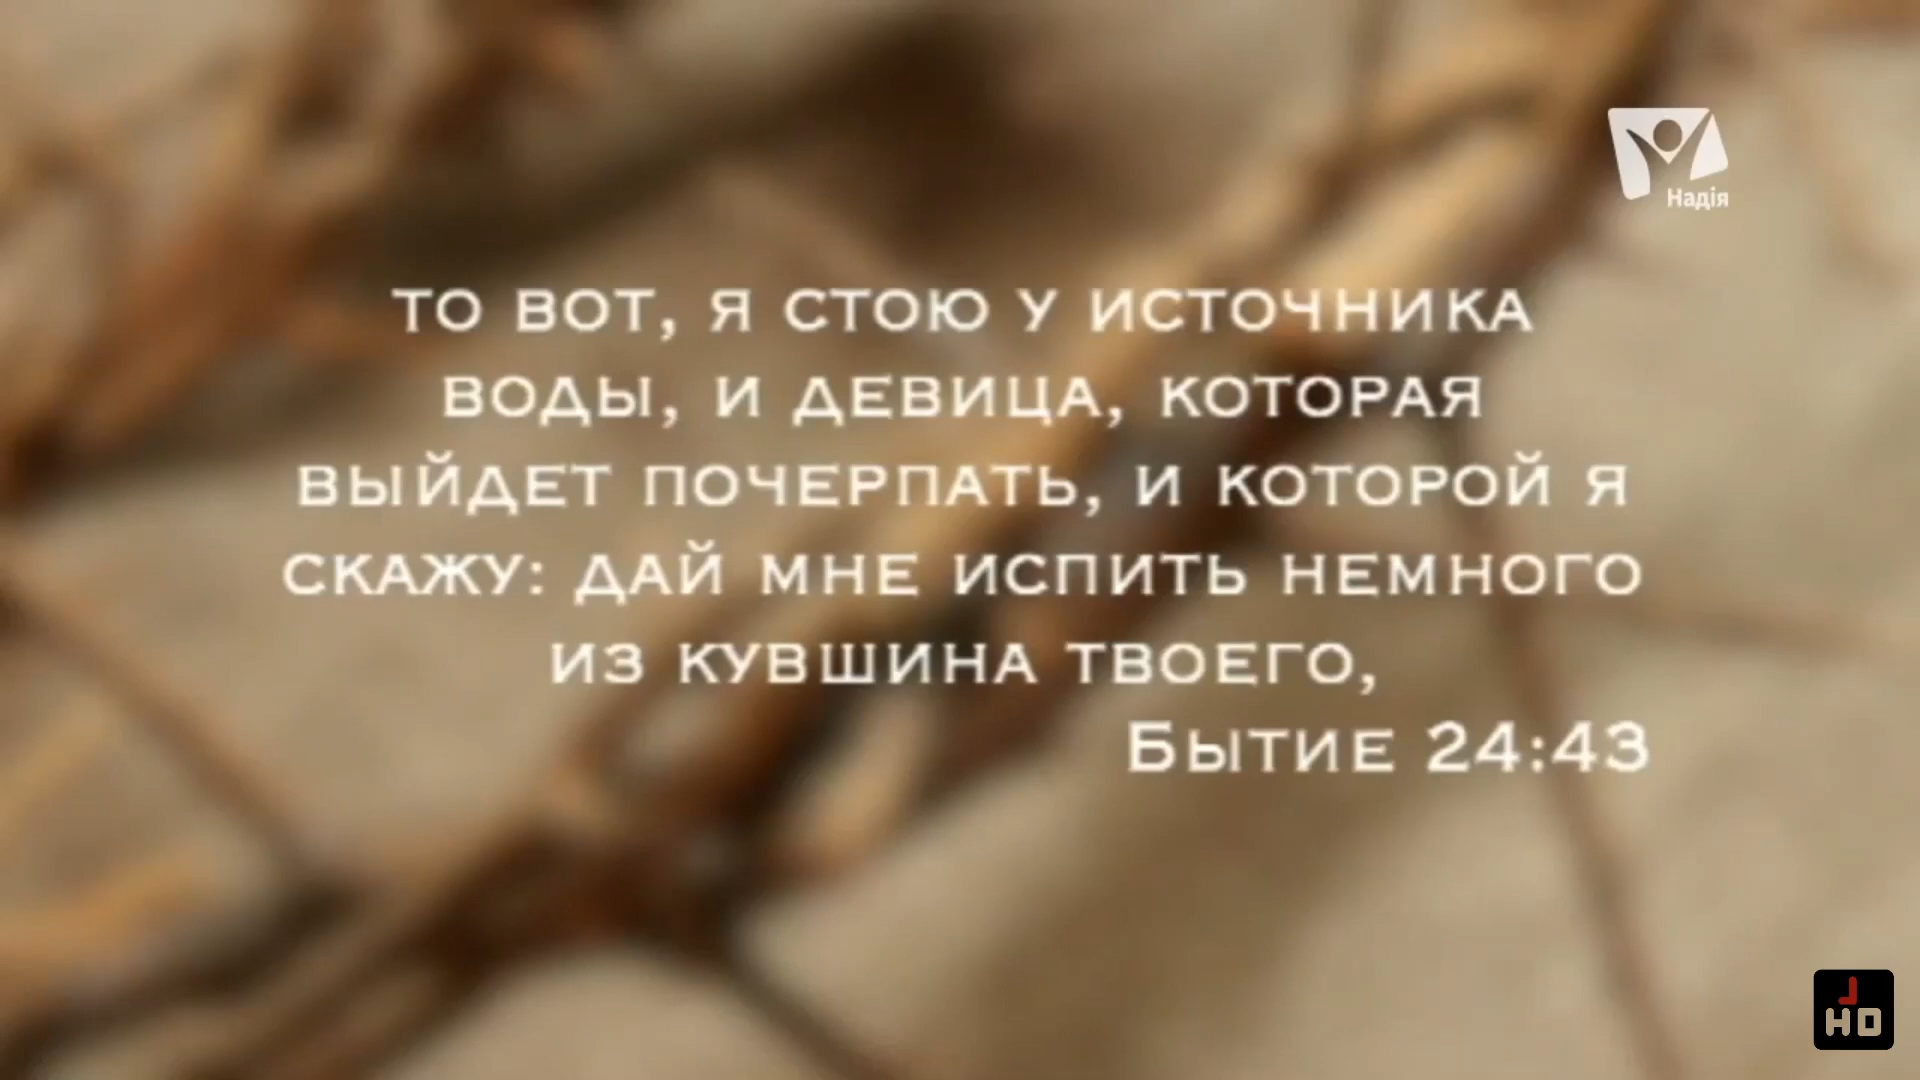 Надія
ТО ВОТ, Я СТОЮ У ИСТОЧНИКА
ВОДЫ, И ДЕВИЦА, КОТОРАЯ
ВЫЙДЕТ ПОЧЕРПАТЬ, И КОТОРОЙ Я
СКАЖУ: ДАЙ МНЕ ИСПИТЬ НЕМНОГО
ИЗ КУВШИНА ТВОЕГО,
БЫТИЕ 24:43